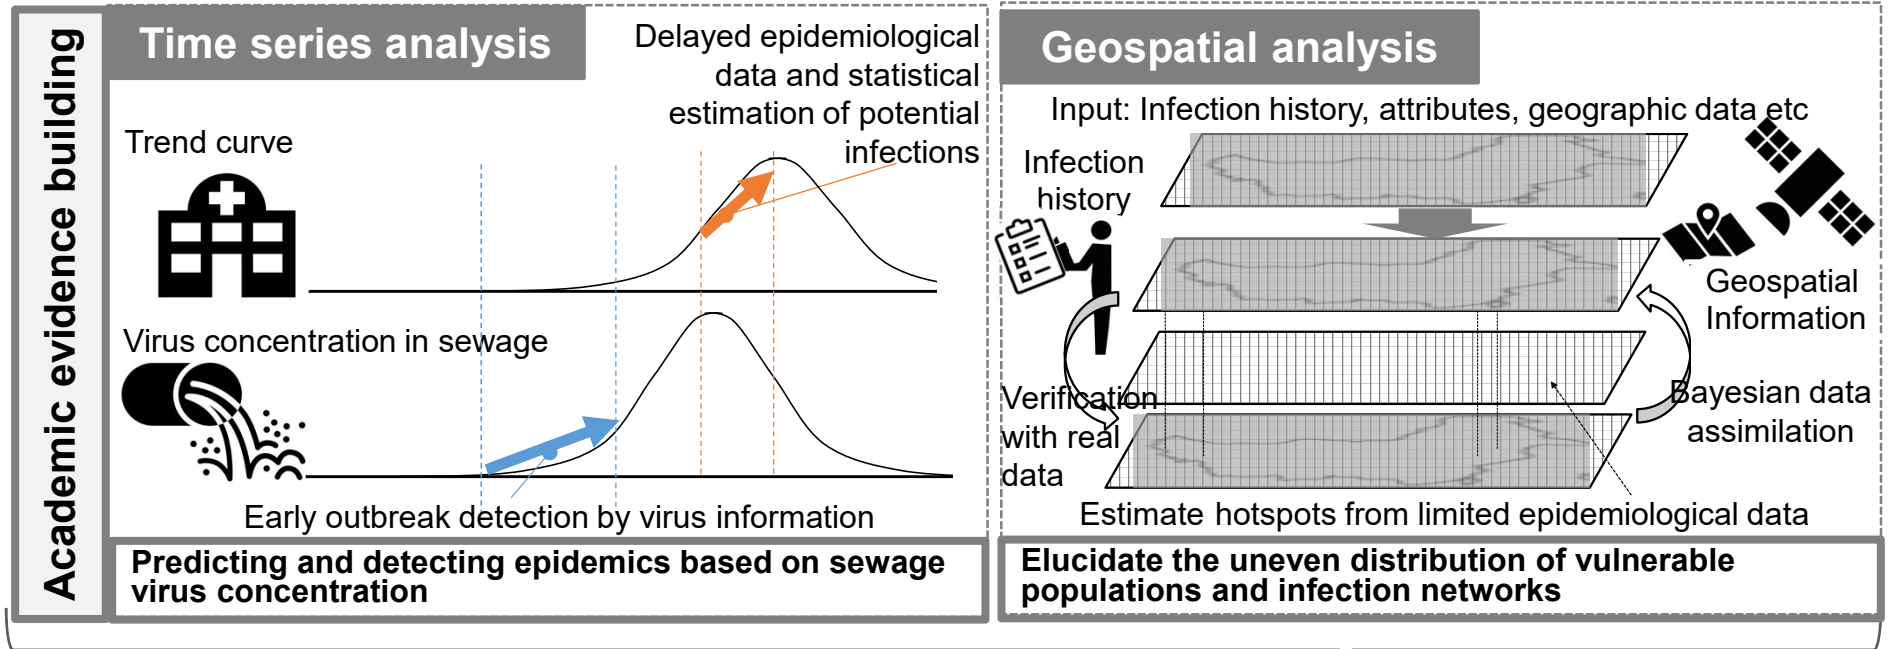 Academic evidence building
Time series analysis
Delayed epidemiological
data and statistical
estimation of potential
infections
Trend curve
Virus concentration in sewage
Early outbreak detection by virus information
Predicting and detecting epidemics based on sewage
virus concentration
Geospatial analysis
Input: Infection history, attributes, geographic data etc
Infection
history
Geospatial
Information
Verification
with real
data
Bayesian data
assimilation
Estimate hotspots from limited epidemiological data
Elucidate the uneven distribution of vulnerable
populations and infection networks